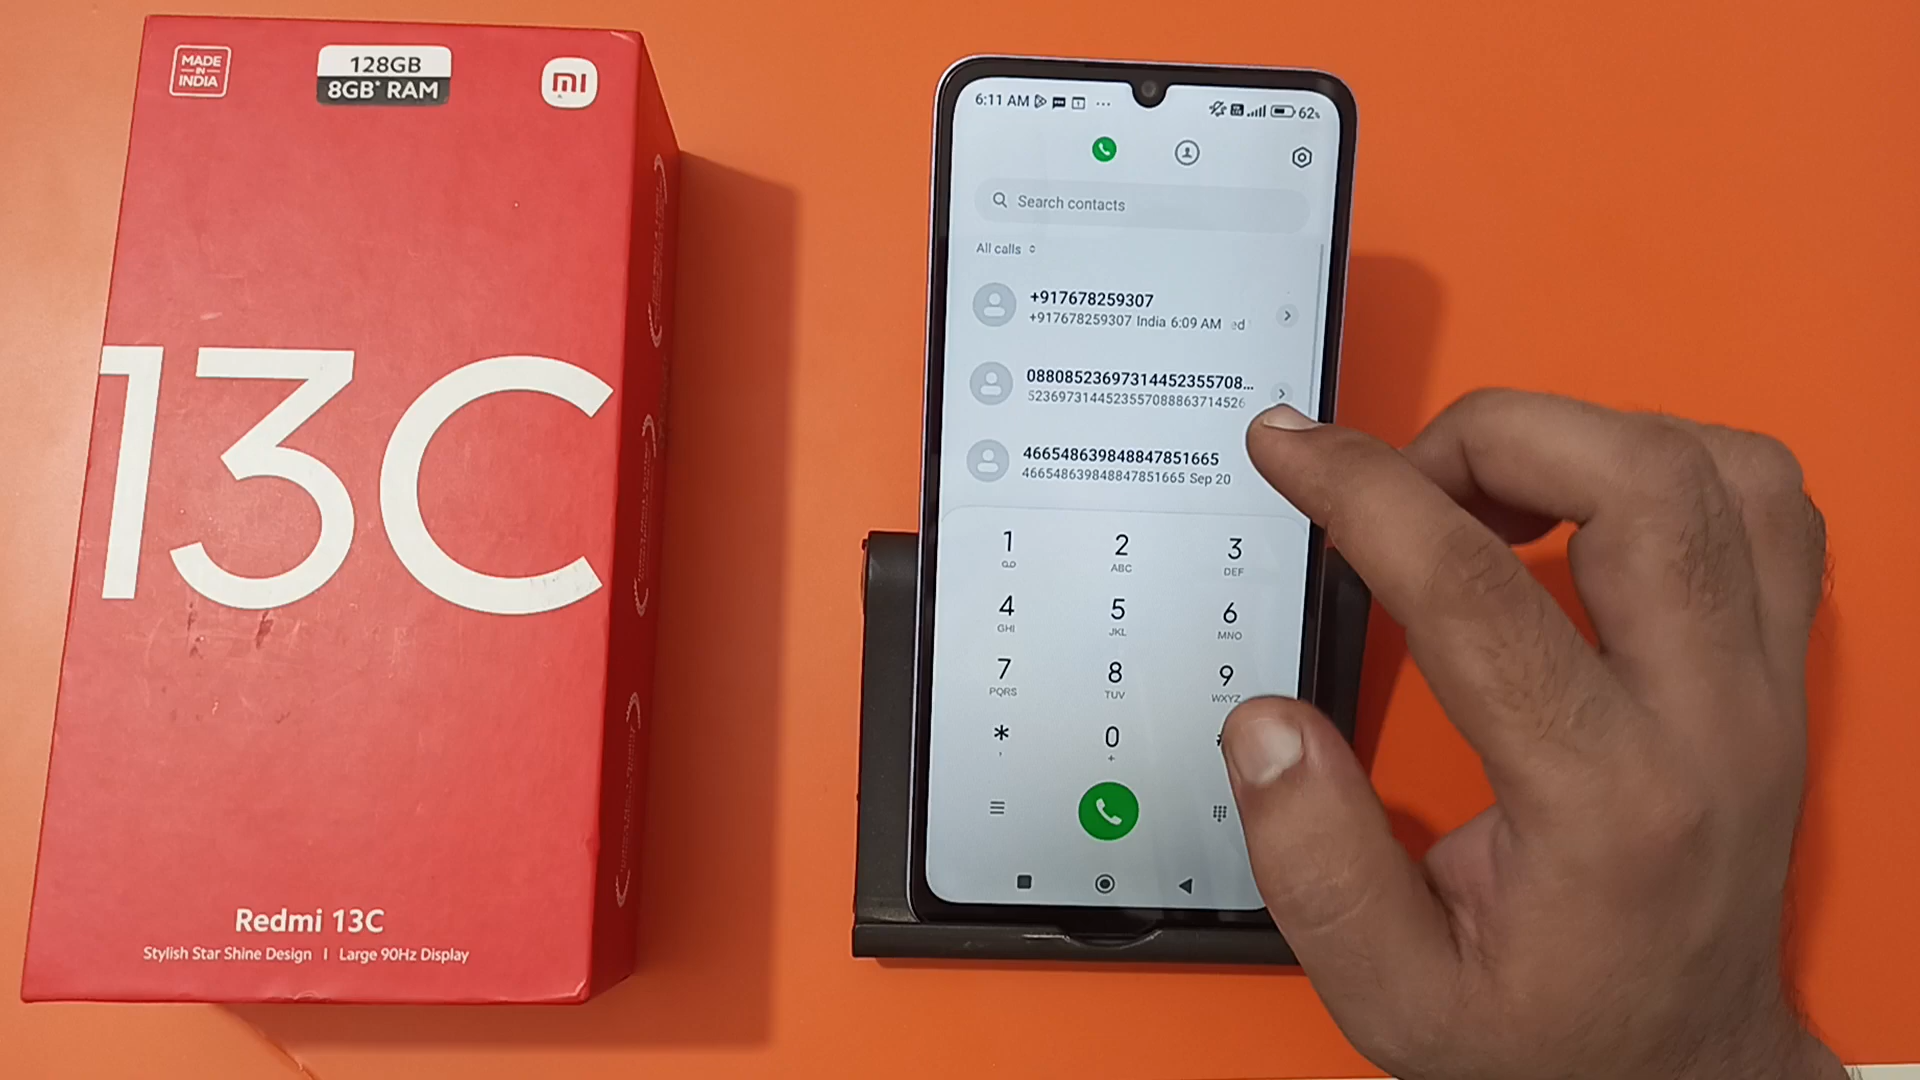 MADE
IN
INDIA
128GB
8GB* RAM
mi
13C
Redmi 13C
Stylish Star Shine Design | Large 90Hz Display
6:11 AM
62%
Search contacts
All calls
+917678259307
+917678259307 India 6:09 AM ed
08808523697314452355708...
5236973144523557088863714526
466548639848847851665
466548639848847851665 Sep 20
1
2 ABC
3 DEF
4 GHI
5 JKL
6 MNO
7 PQRS
8 TUV
9 WXYZ
*
,
0
+